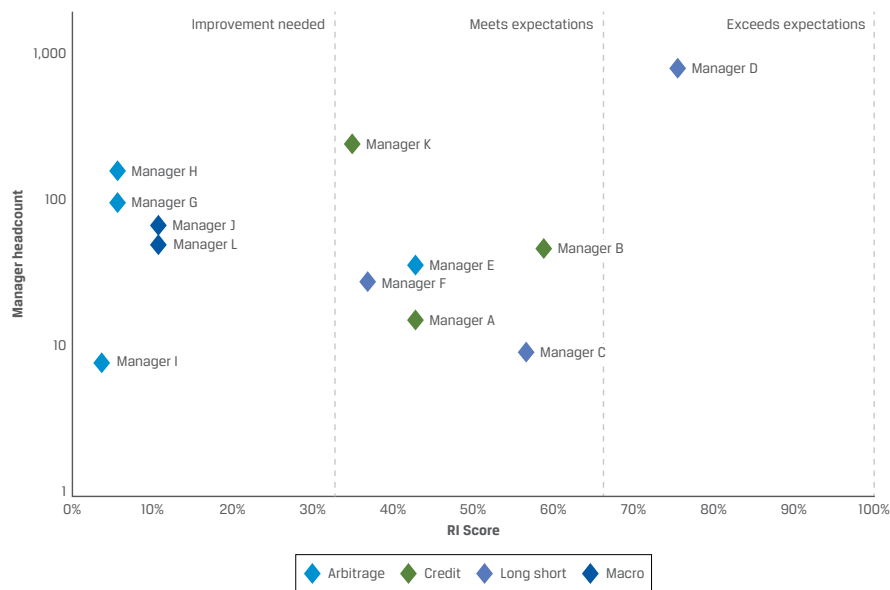 Improvement needed
Meets expectations
Exceeds expectations
1,000
Manager D
Manager K
Manager H
100
Manager G
Manager J
Manager L
Manager B
Manager E
Manager F
Manager A
10
Manager C
Manager I
1
Manager headcount
0%
10%
20%
30%
40%
50%
60%
70%
80%
90%
100%
RI Score
Arbitrage
Credit
Long short
Macro